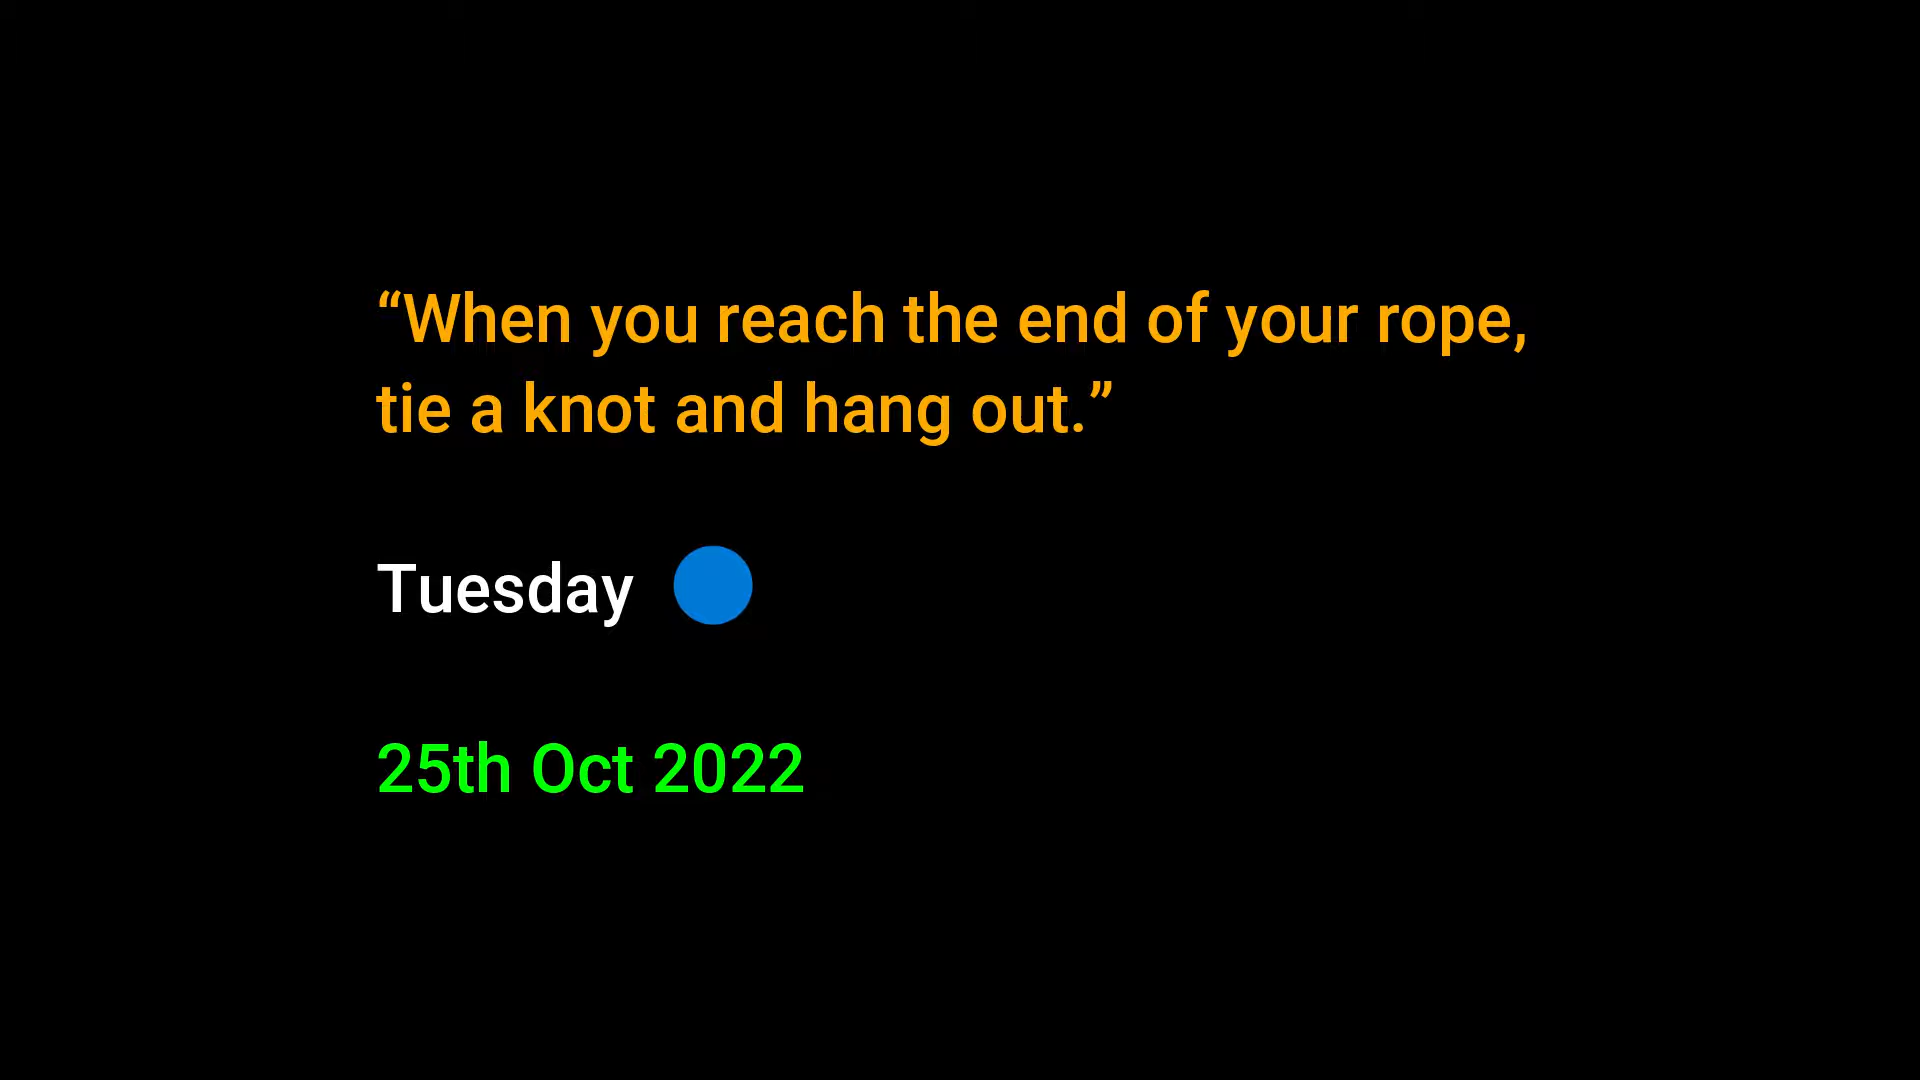 “When you reach the end of your rope,
tie a knot and hang out.”
Tuesday
25th Oct 2022